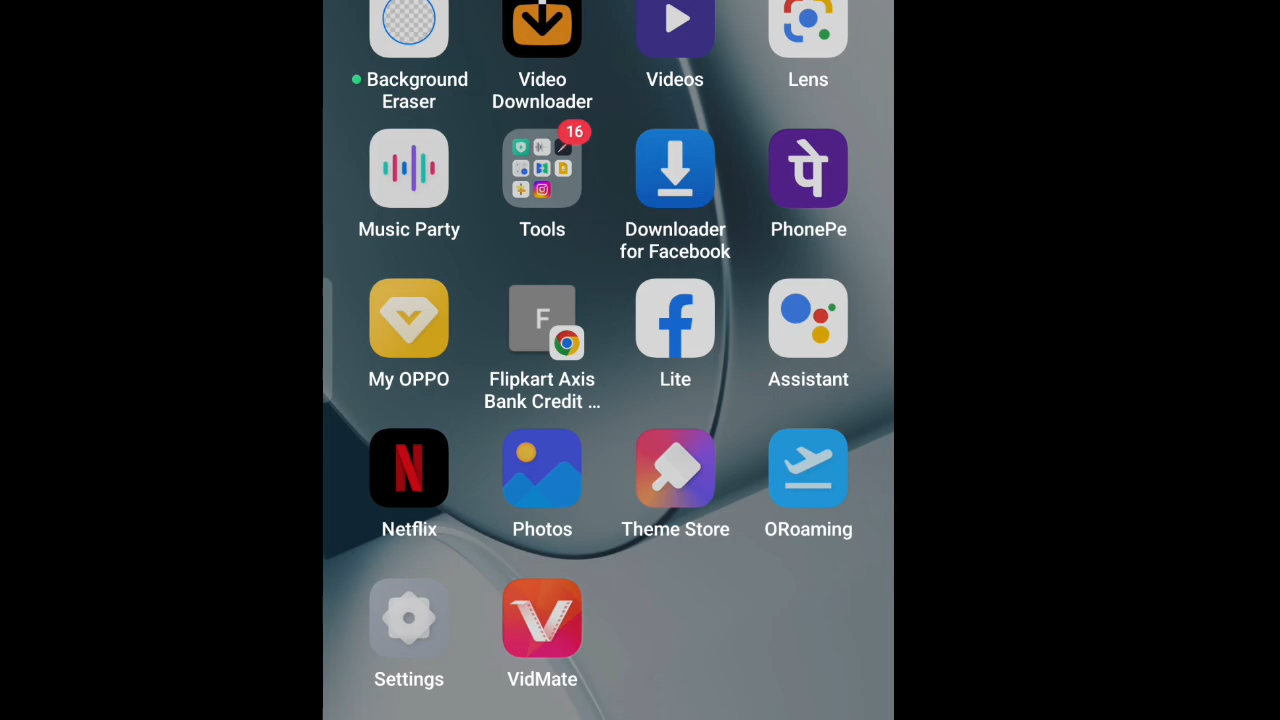 Background
Eraser
Video
Downloader
Videos
Lens
16
Music Party
Tools
Downloader
for Facebook
पे
PhonePe
My OPPO
F
Flipkart Axis
Bank Credit ...
f
Lite
Assistant
N
Netflix
Photos
Theme Store
ORoaming
Settings
V
VidMate